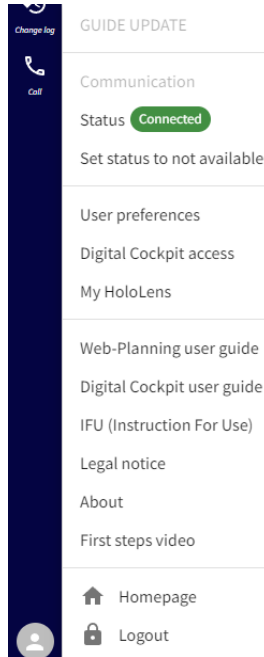 Change log
Call
GUIDE UPDATE
Communication
Status Connected
Set status to not available
User preferences
Digital Cockpit access
My HoloLens
Web-Planning user guide
Digital Cockpit user guide
IFU (Instruction For Use)
Legal notice
About
First steps video
Homepage
Logout